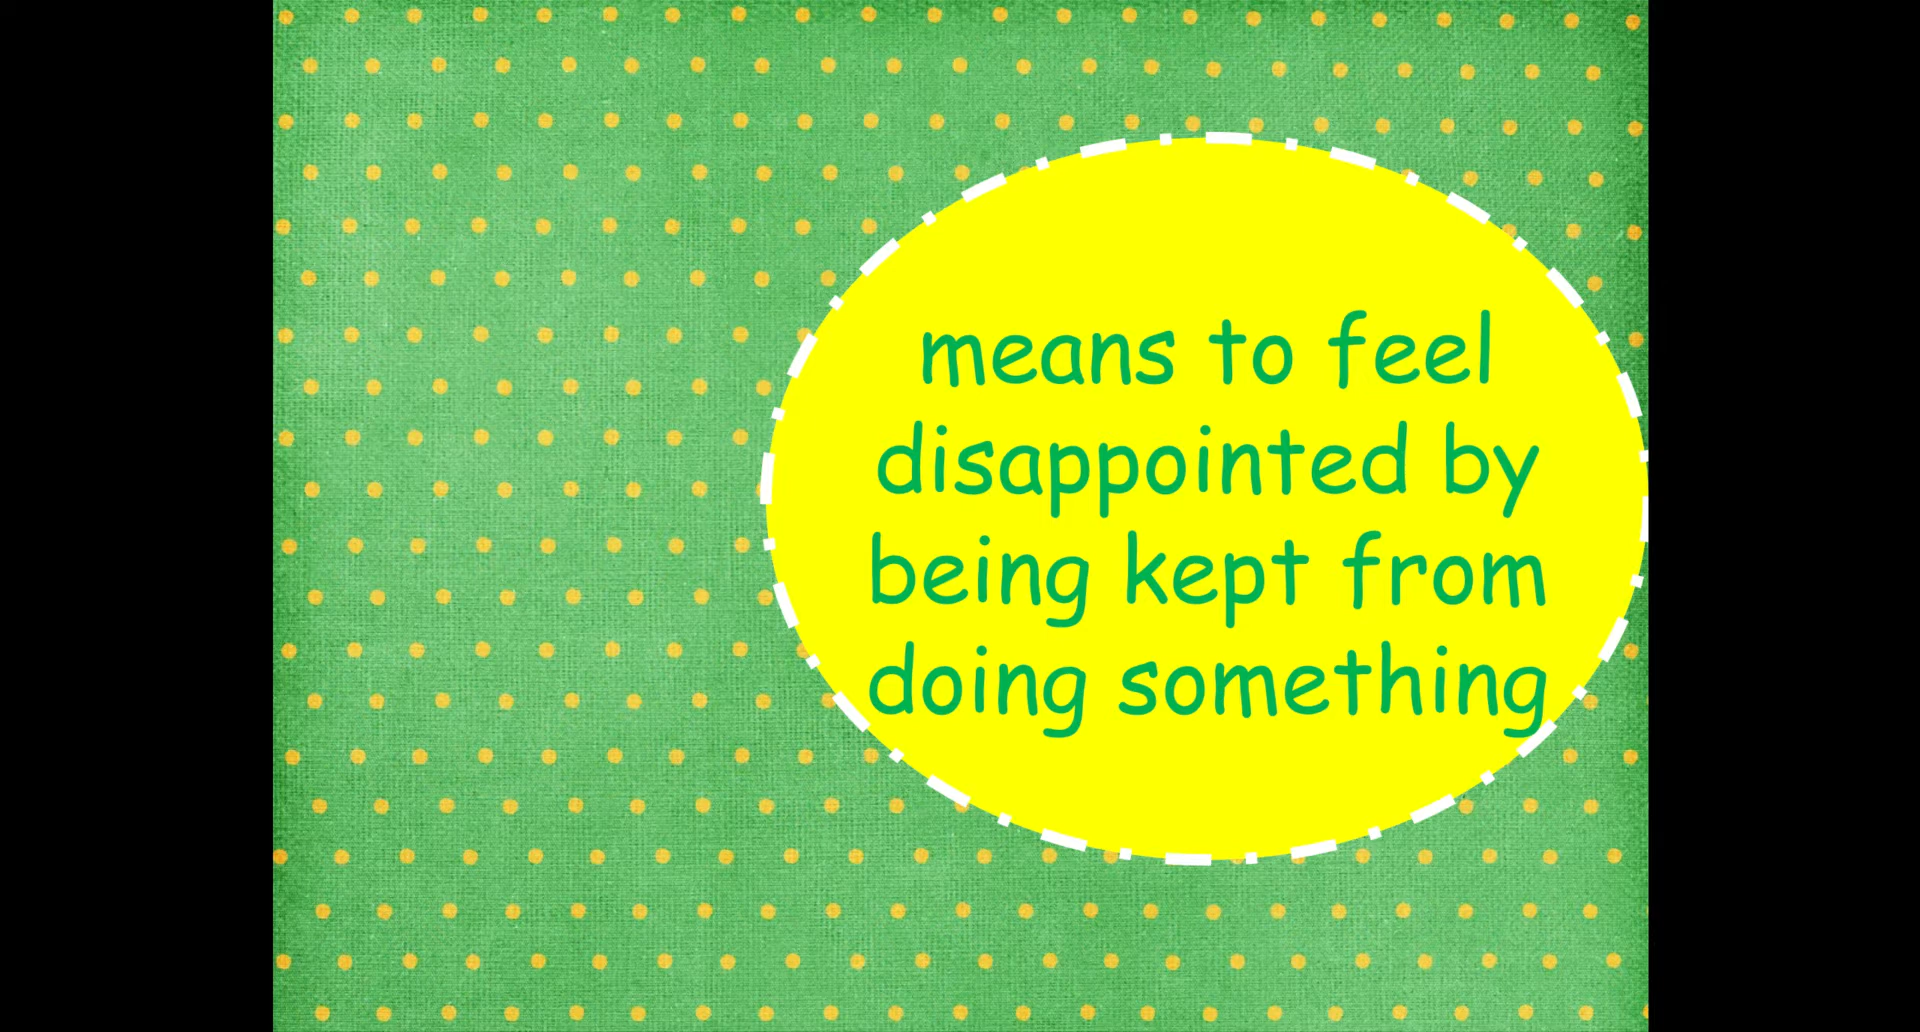 means to feel
disappointed by
being kept from
doing something